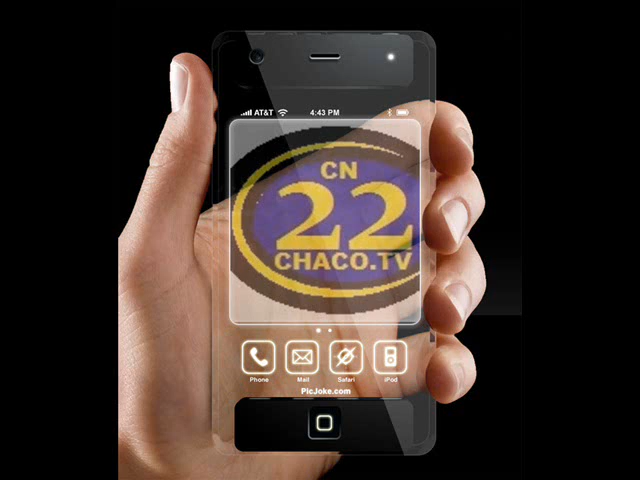 AT&T 4:43 PM
CN
22
CHACO.TV
Phone Mail Safari iPod
PicJoke.com